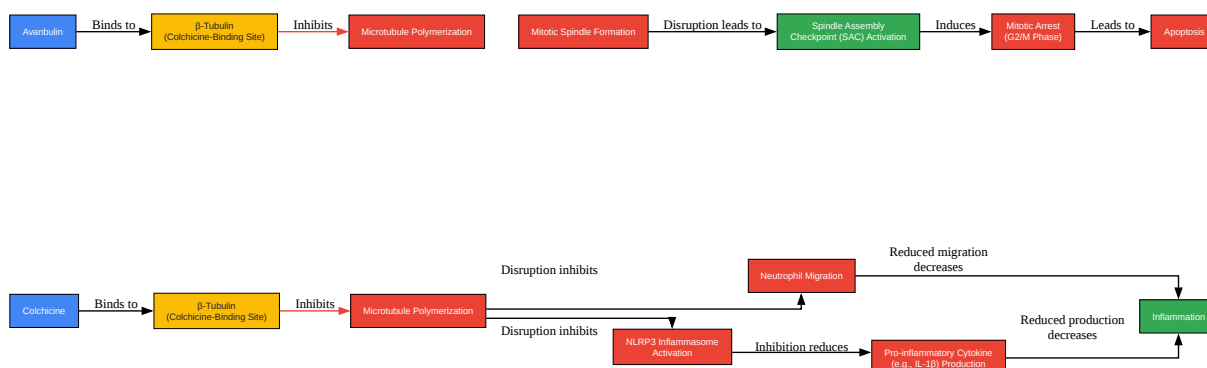 Avanbulin
Binds to
β-Tubulin
(Colchicine-Binding Site)
Inhibits
Microtubule Polymerization
Mitotic Spindle Formation
Disruption leads to
Spindle Assembly
Checkpoint (SAC) Activation
Induces
Mitotic Arrest
(G2/M Phase)
Leads to
Apoptosis
Colchicine
Binds to
β-Tubulin
(Colchicine-Binding Site)
Inhibits
Microtubule Polymerization
Disruption inhibits
Neutrophil Migration
Reduced migration
decreases
Disruption inhibits
NLRP3 Inflammasome
Activation
Inhibition reduces
Pro-inflammatory Cytokine
(e.g., IL-1β) Production
Reduced production
decreases
Inflammation